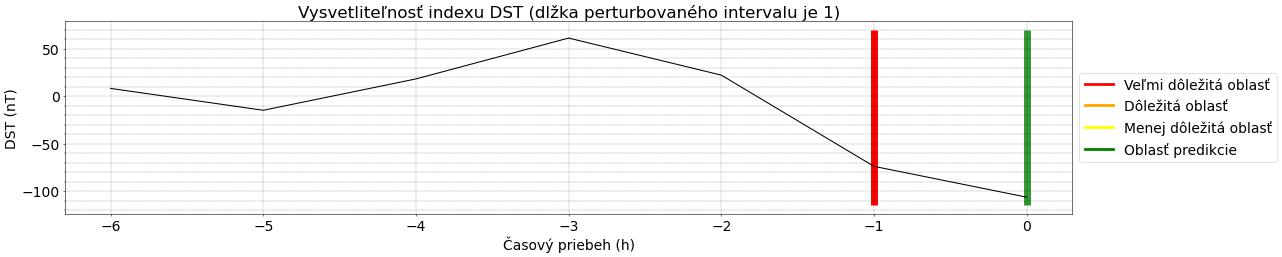 Vysvetliteľnosť indexu DST (dlžka perturbovaného intervalu je 1)
DST (nT)
50
0
−50
−100
−6
−5
−4
−3
−2
−1
0
Časový priebeh (h)
Veľmi dôležitá oblasť
Dôležitá oblasť
Menej dôležitá oblasť
Oblasť predikcie